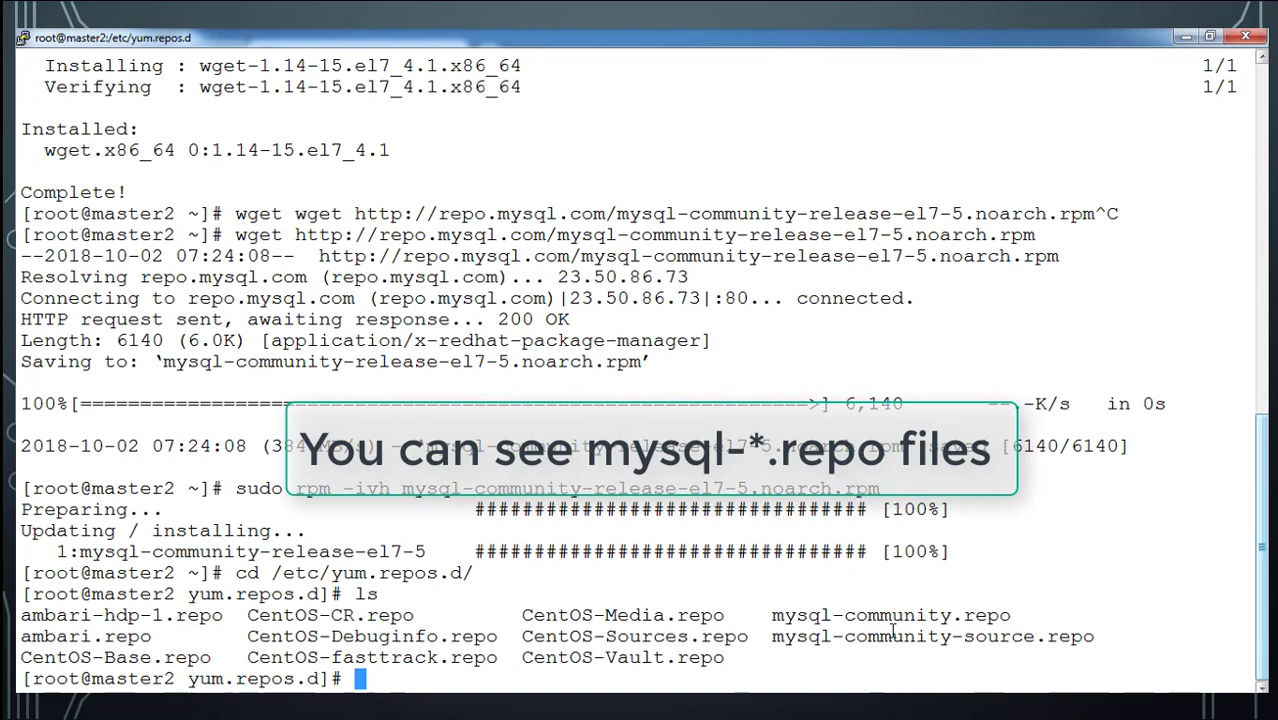 root@master2:/etc/yum.repos.d
Installing : wget-1.14-15.el7_4.1.x86_64 1/1
Verifying : wget-1.14-15.el7_4.1.x86_64 1/1
Installed:
wget.x86_64 0:1.14-15.el7_4.1
Complete!
[root@master2 ~]# wget wget http://repo.mysql.com/mysql-community-release-el7-5.noarch.rpm^C
[root@master2 ~]# wget http://repo.mysql.com/mysql-community-release-el7-5.noarch.rpm
--2018-10-02 07:24:08-- http://repo.mysql.com/mysql-community-release-el7-5.noarch.rpm
Resolving repo.mysql.com (repo.mysql.com)... 23.50.86.73
Connecting to repo.mysql.com (repo.mysql.com)|23.50.86.73|:80... connected.
HTTP request sent, awaiting response... 200 OK
Length: 6140 (6.0K) [application/x-redhat-package-manager]
Saving to: ‘mysql-community-release-el7-5.noarch.rpm’
100%[=============================================================>] 6,140 --.-K/s in 0s
2018-10-02 07:24:08 (384 [6140/6140]
You can see mysql-*.repo files
[root@master2 ~]# sudo rpm -ivh mysql-community-release-el7-5.noarch.rpm
Preparing... ################################# [100%]
Updating / installing...
1:mysql-community-release-el7-5 ################################# [100%]
[root@master2 ~]# cd /etc/yum.repos.d/
[root@master2 yum.repos.d]# ls
ambari-hdp-1.repo CentOS-CR.repo CentOS-Media.repo mysql-community.repo
ambari.repo CentOS-Debuginfo.repo CentOS-Sources.repo mysql-community-source.repo
CentOS-Base.repo CentOS-fasttrack.repo CentOS-Vault.repo
[root@master2 yum.repos.d]#